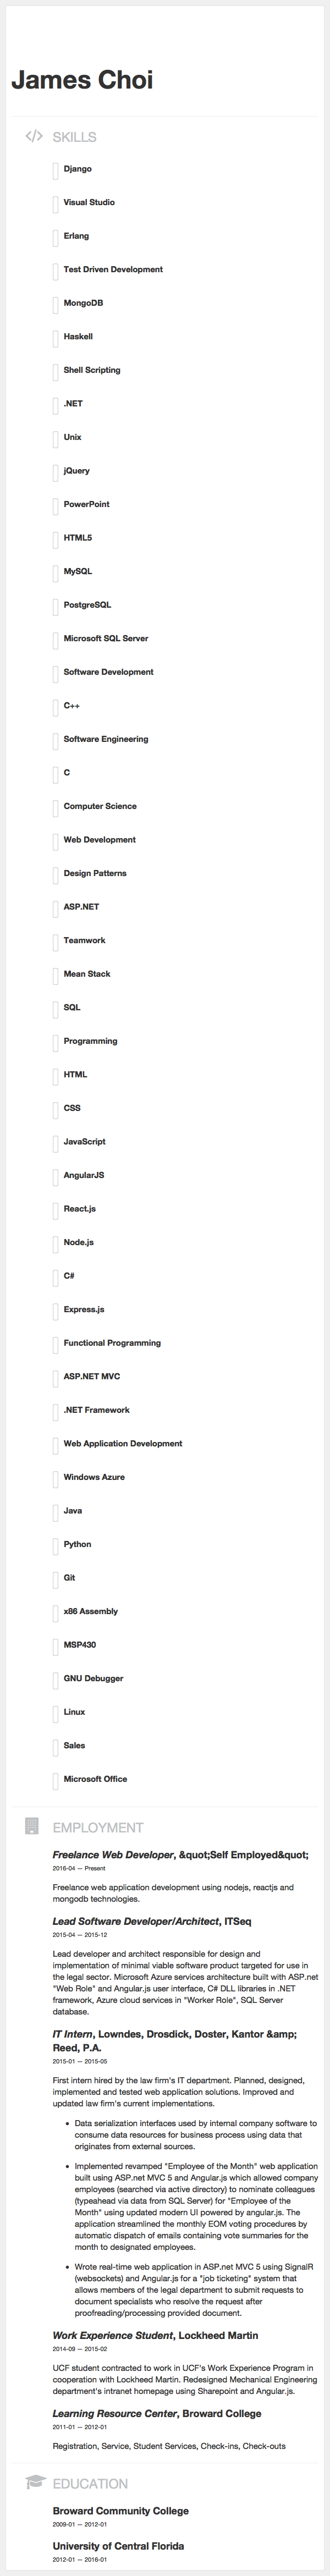 James Choi
SKILLS
Django
Visual Studio
Erlang
Test Driven Development
MongoDB
Haskell
Shell Scripting
.NET
Unix
jQuery
PowerPoint
HTML5
MySQL
PostgreSQL
Microsoft SQL Server
Software Development
C++
Software Engineering
C
Computer Science
Web Development
Design Patterns
ASP.NET
Teamwork
Mean Stack
SQL
Programming
HTML
CSS
JavaScript
AngularJS
React.js
Node.js
C#
Express.js
Functional Programming
ASP.NET MVC
.NET Framework
Web Application Development
Windows Azure
Java
Python
Git
x86 Assembly
MSP430
GNU Debugger
Linux
Sales
Microsoft Office
EMPLOYMENT
Freelance Web Developer, &quot;Self Employed&quot;
2016-04 — Present
Freelance web application development using nodejs, reactjs and
mongodb technologies.
Lead Software Developer/Architect, ITSeq
2015-04 — 2015-12
Lead developer and architect responsible for design and
implementation of minimal viable software product targeted for use in
the legal sector. Microsoft Azure services architecture built with ASP.net
"Web Role" and Angular.js user interface, C# DLL libraries in .NET
framework, Azure cloud services in "Worker Role", SQL Server
database.
IT Intern, Lowndes, Drosdick, Doster, Kantor &amp;
Reed, P.A.
2015-01 — 2015-05
First intern hired by the law firm's IT department. Planned, designed,
implemented and tested web application solutions. Improved and
updated law firm's current implementations.
• Data serialization interfaces used by internal company software to
consume data resources for business process using data that
originates from external sources.
• Implemented revamped "Employee of the Month" web application
built using ASP.net MVC 5 and Angular.js which allowed company
employees (searched via active directory) to nominate colleagues
(typeahead via data from SQL Server) for "Employee of the
Month" using updated modern UI powered by angular.js. The
application streamlined the monthly EOM voting procedures by
automatic dispatch of emails containing vote summaries for the
month to designated employees.
• Wrote real-time web application in ASP.net MVC 5 using SignalR
(websockets) and Angular.js for a "job ticketing" system that
allows members of the legal department to submit requests to
document specialists who resolve the request after
proofreading/processing provided document.
Work Experience Student, Lockheed Martin
2014-09 — 2015-02
UCF student contracted to work in UCF's Work Experience Program in
cooperation with Lockheed Martin. Redesigned Mechanical Engineering
department's intranet homepage using Sharepoint and Angular.js.
Learning Resource Center, Broward College
2011-01 — 2012-01
Registration, Service, Student Services, Check-ins, Check-outs
EDUCATION
Broward Community College
2009-01 — 2012-01
University of Central Florida
2012-01 — 2016-01